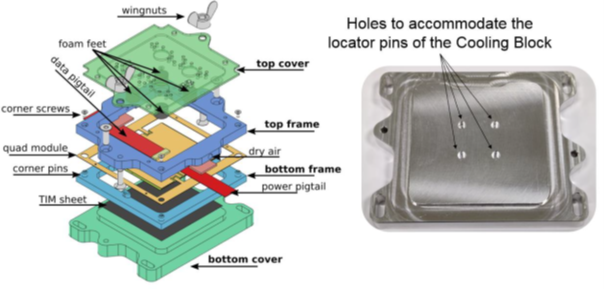 wingnuts
foam feet
data pigtail
top cover
corner screws
top frame
quad module
dry air
corner pins
bottom frame
power pigtail
TIM sheet
bottom cover
Holes to accommodate the
locator pins of the Cooling Block